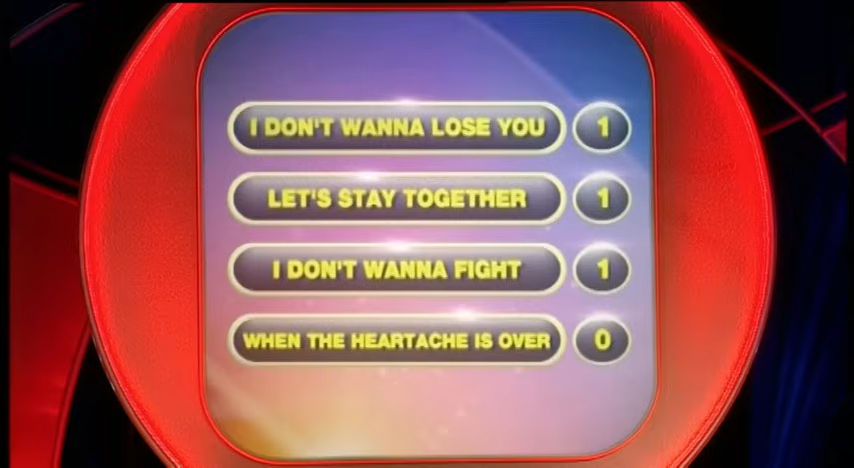 I DON'T WANNA LOSE YOU 1
LET'S STAY TOGETHER 1
I DON'T WANNA FIGHT 1
WHEN THE HEARTACHE IS OVER 0